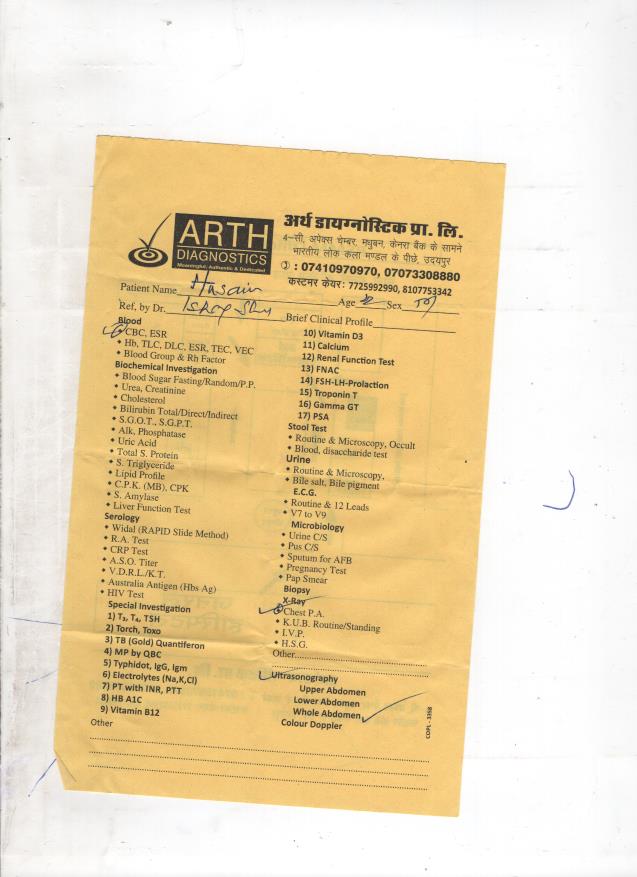 ARTH
DIAGNOSTICS
Meaningful, Authentic & Dedicated
अर्थ डायग्नोस्टिक प्रा. लि.
4-सी, अपेक्स चेम्बर, मधुबन, केनरा बैंक के सामने
भारतीय लोक कला मण्डल के पीछे, उदयपुर
: 07410970970, 07073308880
कस्टमर केयर: 7725992990, 8107753342
Patient Name Husain Age Sex
Ref. by Dr. Brief Clinical Profile
Blood
CBC, ESR
Hb, TLC, DLC, ESR, TEC, VEC
Blood Group & Rh Factor
Biochemical Investigation
Blood Sugar Fasting/Random/P.P.
Urea, Creatinine
Cholesterol
Bilirubin Total/Direct/Indirect
S.G.O.T., S.G.P.T.
Alk, Phosphatase
Uric Acid
Total S. Protein
S. Triglyceride
Lipid Profile
C.P.K. (MB), CPK
S. Amylase
Liver Function Test
Serology
Widal (RAPID Slide Method)
R.A. Test
CRP Test
A.S.O. Titer
V.D.R.L./K.T.
Australia Antigen (Hbs Ag)
HIV Test
Special Investigation
1) T₃, T₄, TSH
2) Torch, Toxo
3) TB (Gold) Quantiferon
4) MP by QBC
5) Typhidot, IgG, Igm
6) Electrolytes (Na,K,Cl)
7) PT with INR, PTT
8) HB A1C
9) Vitamin B12
Other
10) Vitamin D3
11) Calcium
12) Renal Function Test
13) FNAC
14) FSH-LH-Prolaction
15) Troponin T
16) Gamma GT
17) PSA
Stool Test
Routine & Microscopy, Occult
Blood, disaccharide test
Urine
Routine & Microscopy,
Bile salt, Bile pigment
E.C.G.
Routine & 12 Leads
V7 to V9
Microbiology
Urine C/S
Pus C/S
Sputum for AFB
Pregnancy Test
Pap Smear
Biopsy
X-Ray
Chest P.A.
K.U.B. Routine/Standing
I.V.P.
H.S.G.
Other
Ultrasonography
Upper Abdomen
Lower Abdomen
Whole Abdomen
Colour Doppler
COPL - 3358